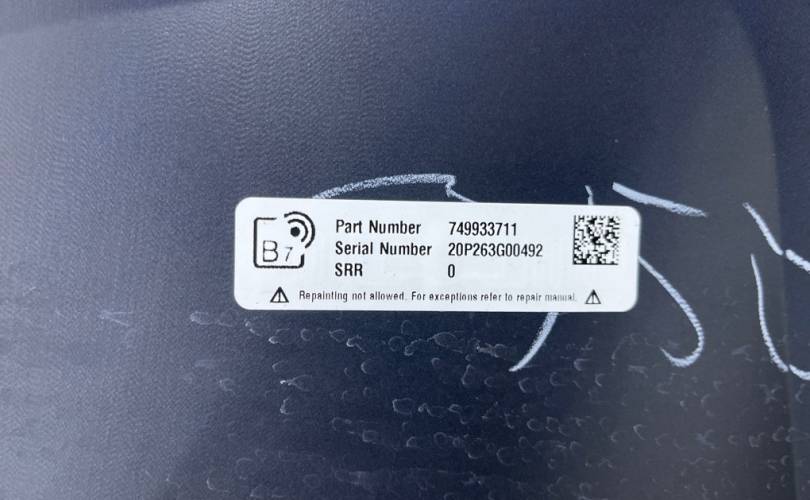 B7
Part Number 749933711
Serial Number 20P263G00492
SRR 0
Repainting not allowed. For exceptions refer to repair manual.